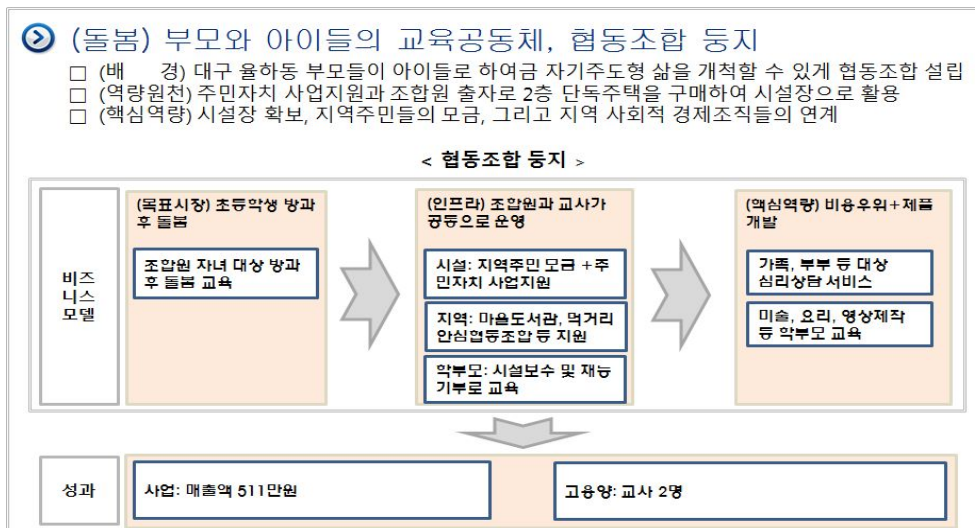 (돌봄) 부모와 아이들의 교육공동체, 협동조합 둥지
□ (배 경) 대구 율하동 부모들이 아이들로 하여금 자기주도형 삶을 개척할 수 있게 협동조합 설립
□ (역량원천) 주민자치 사업지원과 조합원 출자로 2층 단독주택을 구매하여 시설장으로 활용
□ (핵심역량) 시설장 확보, 지역주민들의 모금, 그리고 지역 사회적 경제조직들의 연계
< 협동조합 둥지 >
비즈
니스
모델
(목표시장) 초등학생 방과
후 돌봄
조합원 자녀 대상 방과
후 돌봄 교육
(인프라) 조합원과 교사가
공동으로 운영
시설: 지역주민 모금 +주
민자치 사업지원
지역: 마을도서관, 먹거리
안심협동조합 등 지원
학부모: 시설보수 및 재능
기부로 교육
(핵심역량) 비용우위+제품
개발
가족, 부부 등 대상
심리상담 서비스
미술, 요리, 영상제작
등 학부모 교육
성과
사업: 매출액 511만원
고용양: 교사 2명